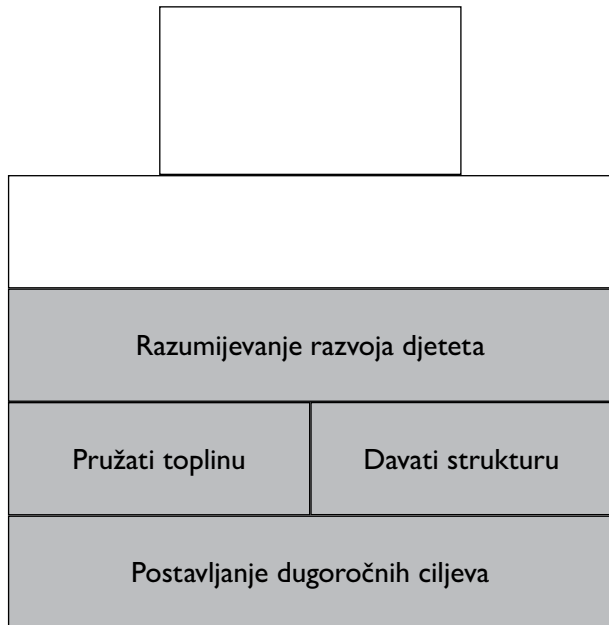 Razumijevanje razvoja djeteta
Pružati toplinu
Davati strukturu
Postavljanje dugoročnih ciljeva